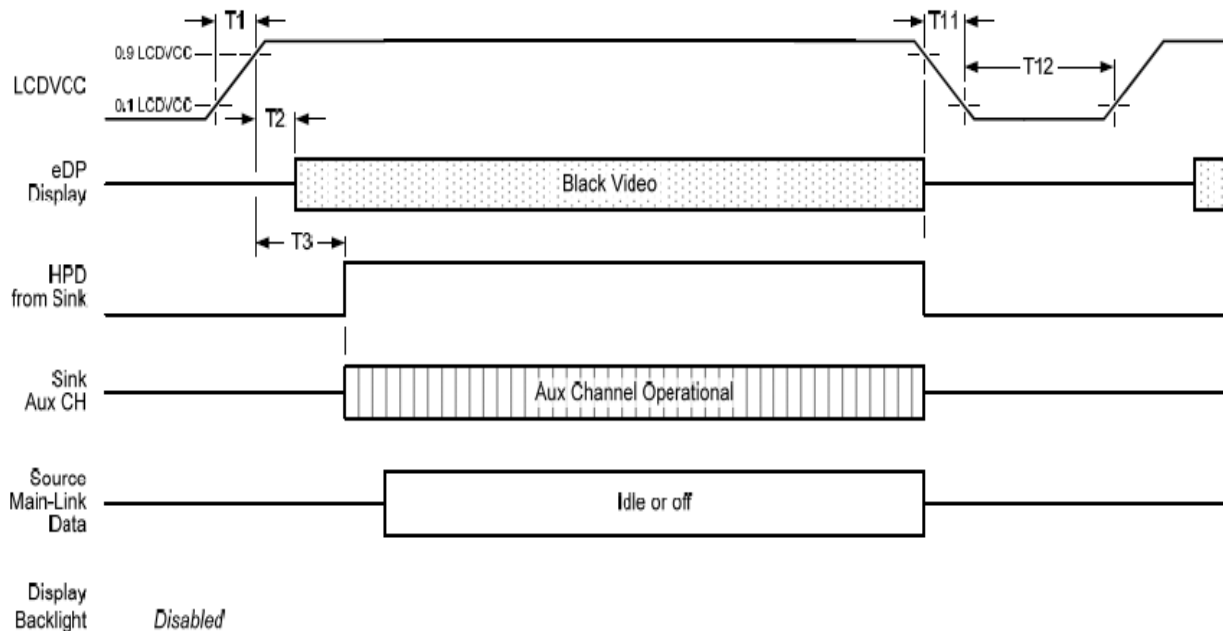 T1
T11
0.9 LCDVCC
LCDVCC
T12
0.1 LCDVCC
T2
eDP
Display
Black Video
T3
HPD
from Sink
Sink
Aux CH
Aux Channel Operational
Source
Main-Link
Data
Idle or off
Display
Backlight
Disabled